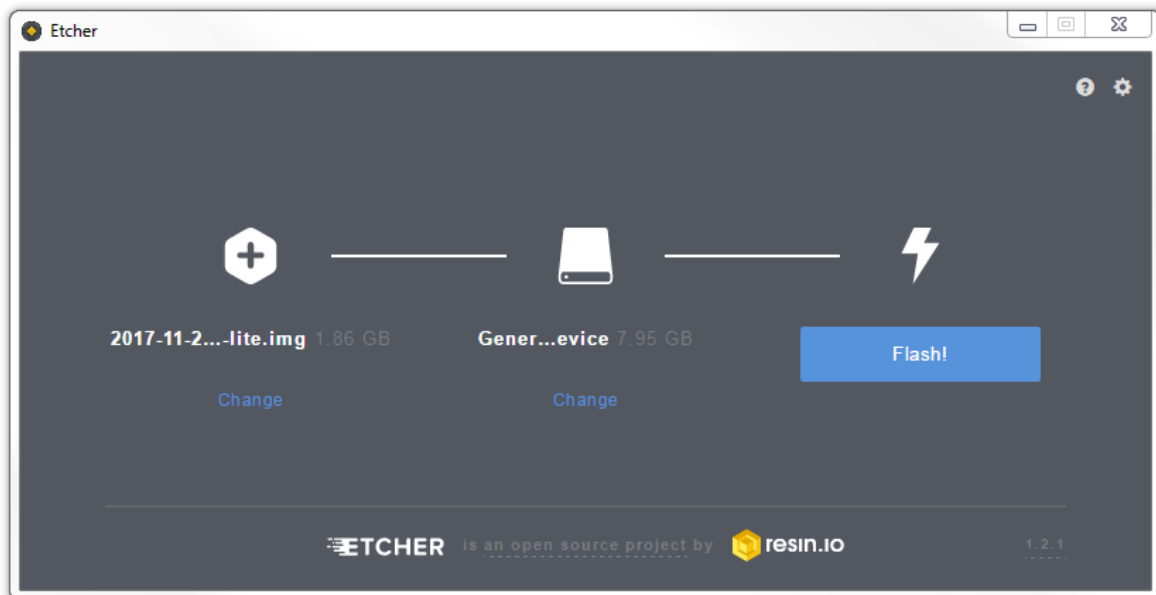 Etcher
2017-11-2...-lite.img 1.86 GB
Change
Gener...evice 7.95 GB
Change
Flash!
ETCHER is an open source project by resin.io 1.2.1